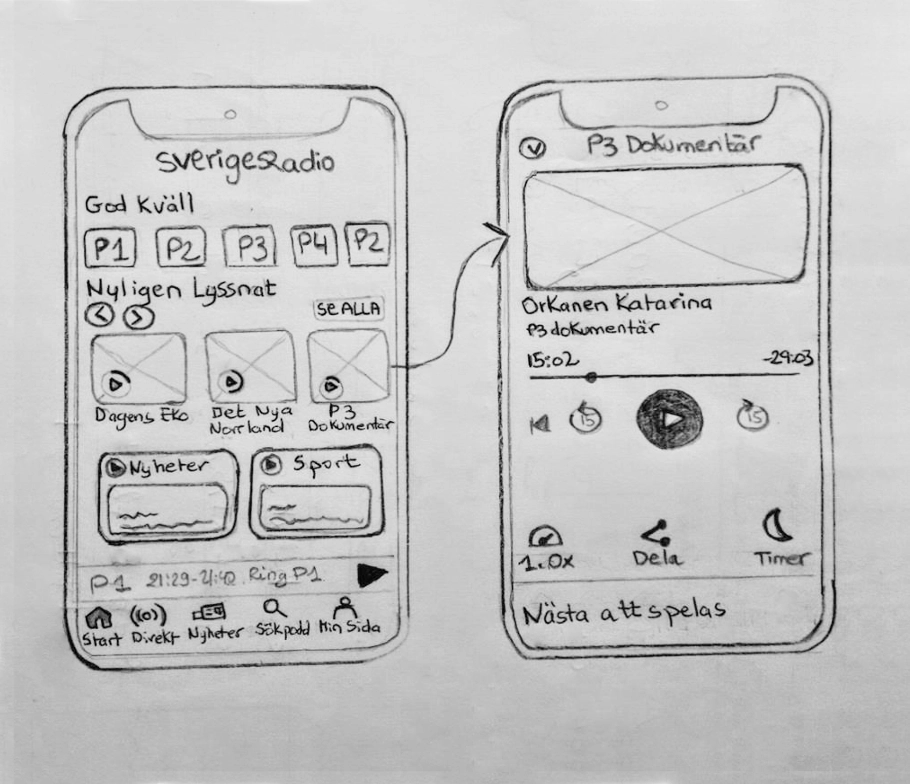 SverigesRadio
God Kväll
P1 P2 P3 P4 P2
Nyligen Lyssnat
SE ALLA
Dagens Eko
Det Nya
Norrland
P3
Dokumentär
Nyheter
Sport
P1 21:29-21:42 Ring P1
Start Direkt Nyheter Sökpodd Min Sida
P3 Dokumentär
Orkanen Katarina
P3 dokumentär
15:02 -29:03
15 15
1.0x Dela Timer
Nästa att spelas